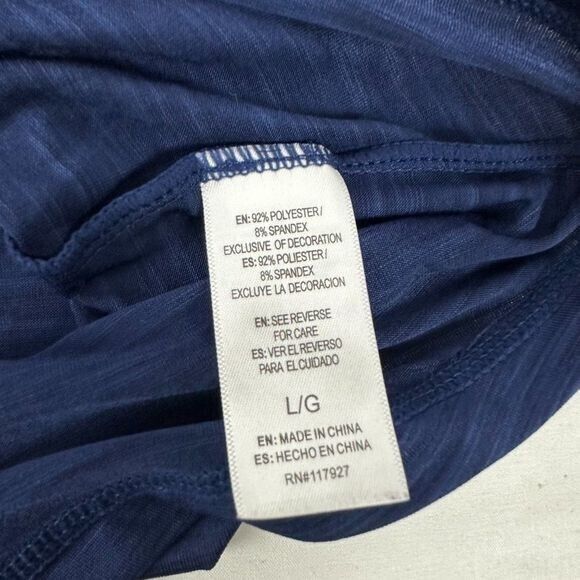 EN: 92% POLYESTER /
8% SPANDEX
EXCLUSIVE OF DECORATION
ES: 92% POLIESTER /
8% SPANDEX
EXCLUYE LA DECORACION
EN: SEE REVERSE
FOR CARE
ES: VER EL REVERSO
PARA EL CUIDADO
L/G
EN: MADE IN CHINA
ES: HECHO EN CHINA
RN#117927